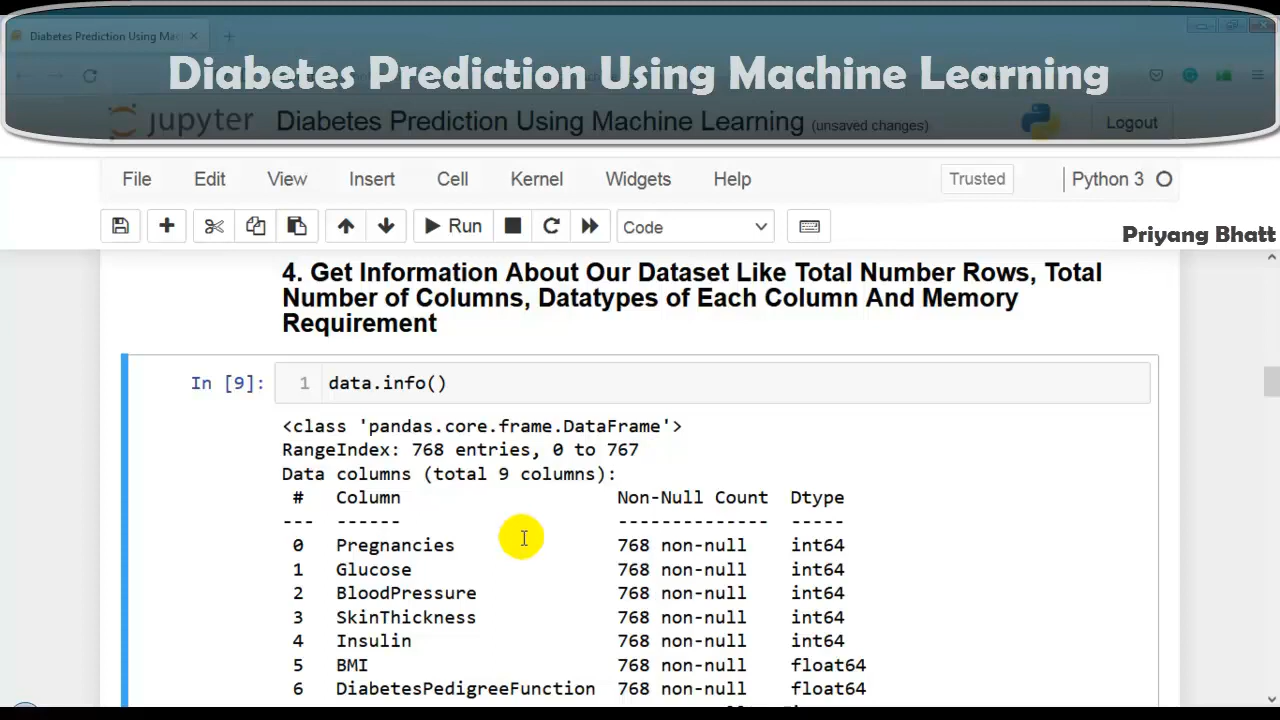 Diabetes Prediction Using Mac
Diabetes Prediction Using Machine Learning
jupyter Diabetes Prediction Using Machine Learning (unsaved changes) Logout
File Edit View Insert Cell Kernel Widgets Help Trusted Python 3
Run Code
Priyang Bhatt
4. Get Information About Our Dataset Like Total Number Rows, Total
Number of Columns, Datatypes of Each Column And Memory
Requirement
In [9]: 1 data.info()
<class 'pandas.core.frame.DataFrame'>
RangeIndex: 768 entries, 0 to 767
Data columns (total 9 columns):
# Column Non-Null Count Dtype
--- ------ -------------- -----
0 Pregnancies 768 non-null int64
1 Glucose 768 non-null int64
2 BloodPressure 768 non-null int64
3 SkinThickness 768 non-null int64
4 Insulin 768 non-null int64
5 BMI 768 non-null float64
6 DiabetesPedigreeFunction 768 non-null float64